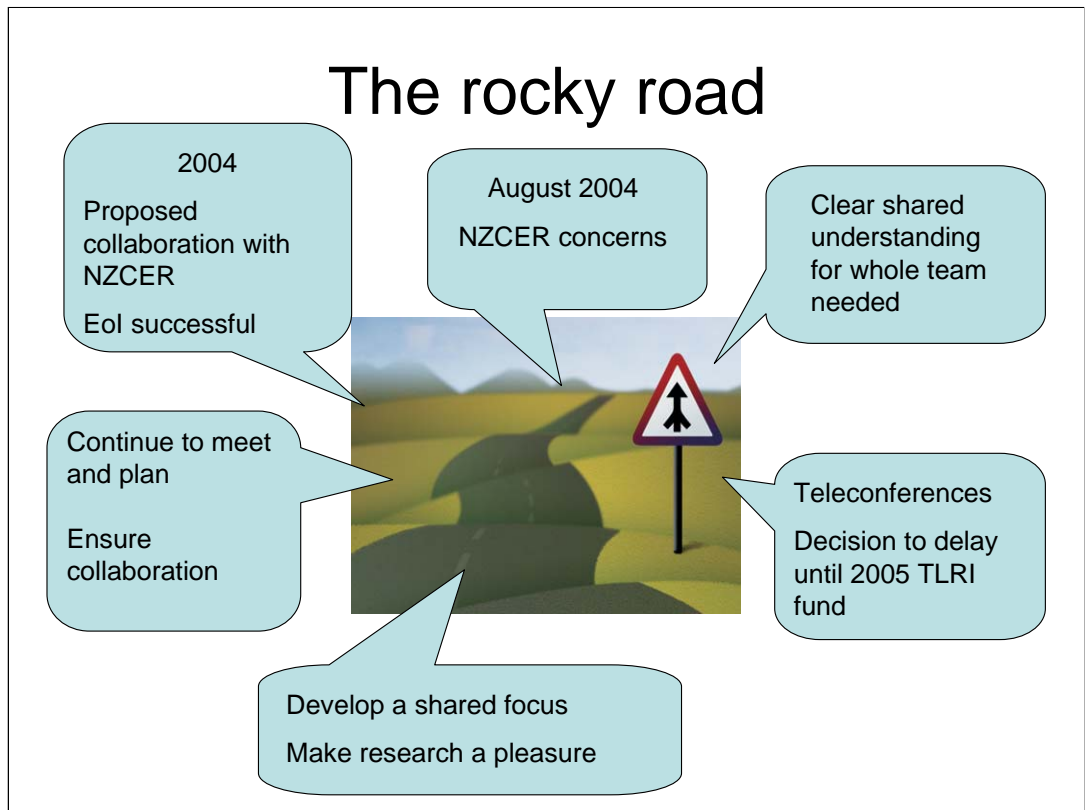 The rocky road
2004
Proposed
collaboration with
NZCER
EoI successful
August 2004
NZCER concerns
Clear shared
understanding
for whole team
needed
Teleconferences
Decision to delay
until 2005 TLRI
fund
Develop a shared focus
Make research a pleasure
Continue to meet
and plan
Ensure
collaboration